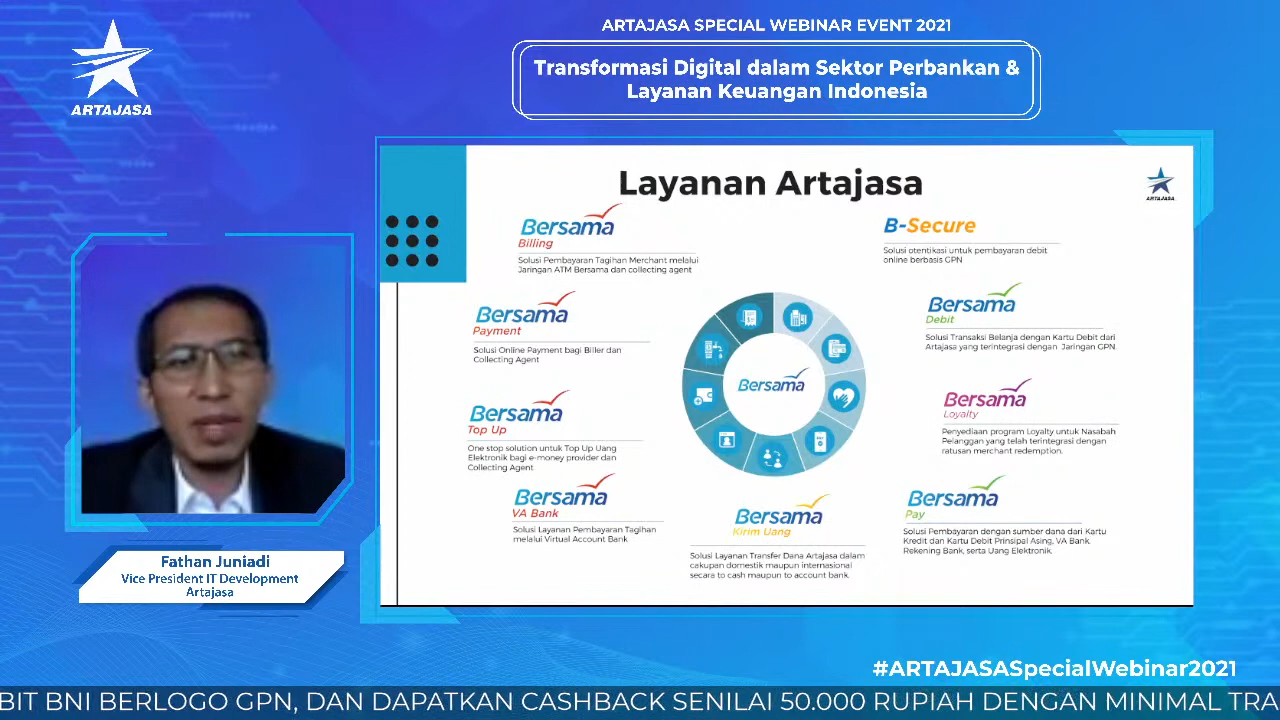 ARTAJASA SPECIAL WEBINAR EVENT 2021
Transformasi Digital dalam Sektor Perbankan &
Layanan Keuangan Indonesia
ARTAJASA
Layanan Artajasa
ARTAJASA
Bersama
Billing
Solusi Pembayaran Tagihan Merchant melalui
Jaringan ATM Bersama dan collecting agent
B-Secure
Solusi otentikasi untuk pembayaran debit
online berbasis GPN
Bersama
Payment
Solusi Online Payment bagi Biller dan
Collecting Agent
Bersama
Debit
Solusi Transaksi Belanja dengan Kartu Debit dari
Artajasa yang terintegrasi dengan Jaringan GPN.
Bersama
Bersama
Top Up
One stop solution untuk Top Up Uang
Elektronik bagi e-money provider dan
Collecting Agent
Bersama
Loyalty
Penyediaan program Loyalty untuk Nasabah
Pelanggan yang telah terintegrasi dengan
ratusan merchant redemption.
Bersama
VA Bank
Solusi Layanan Pembayaran Tagihan
melalui Virtual Account Bank
Bersama
Kirim Uang
Solusi Layanan Transfer Dana Artajasa dalam
cakupan domestik maupun internasional
secara to cash maupun to account bank.
Bersama
Pay
Solusi Pembayaran dengan sumber dana dari Kartu
Kredit dan Kartu Debit Prinsipal Asing, VA Bank.
Rekening Bank, serta Uang Elektronik.
Fathan Juniadi
Vice President IT Development
Artajasa
#ARTAJASASpecialWebinar2021
BIT BNI BERLOGO GPN, DAN DAPATKAN CASHBACK SENILAI 50.000 RUPIAH DENGAN MINIMAL TRA